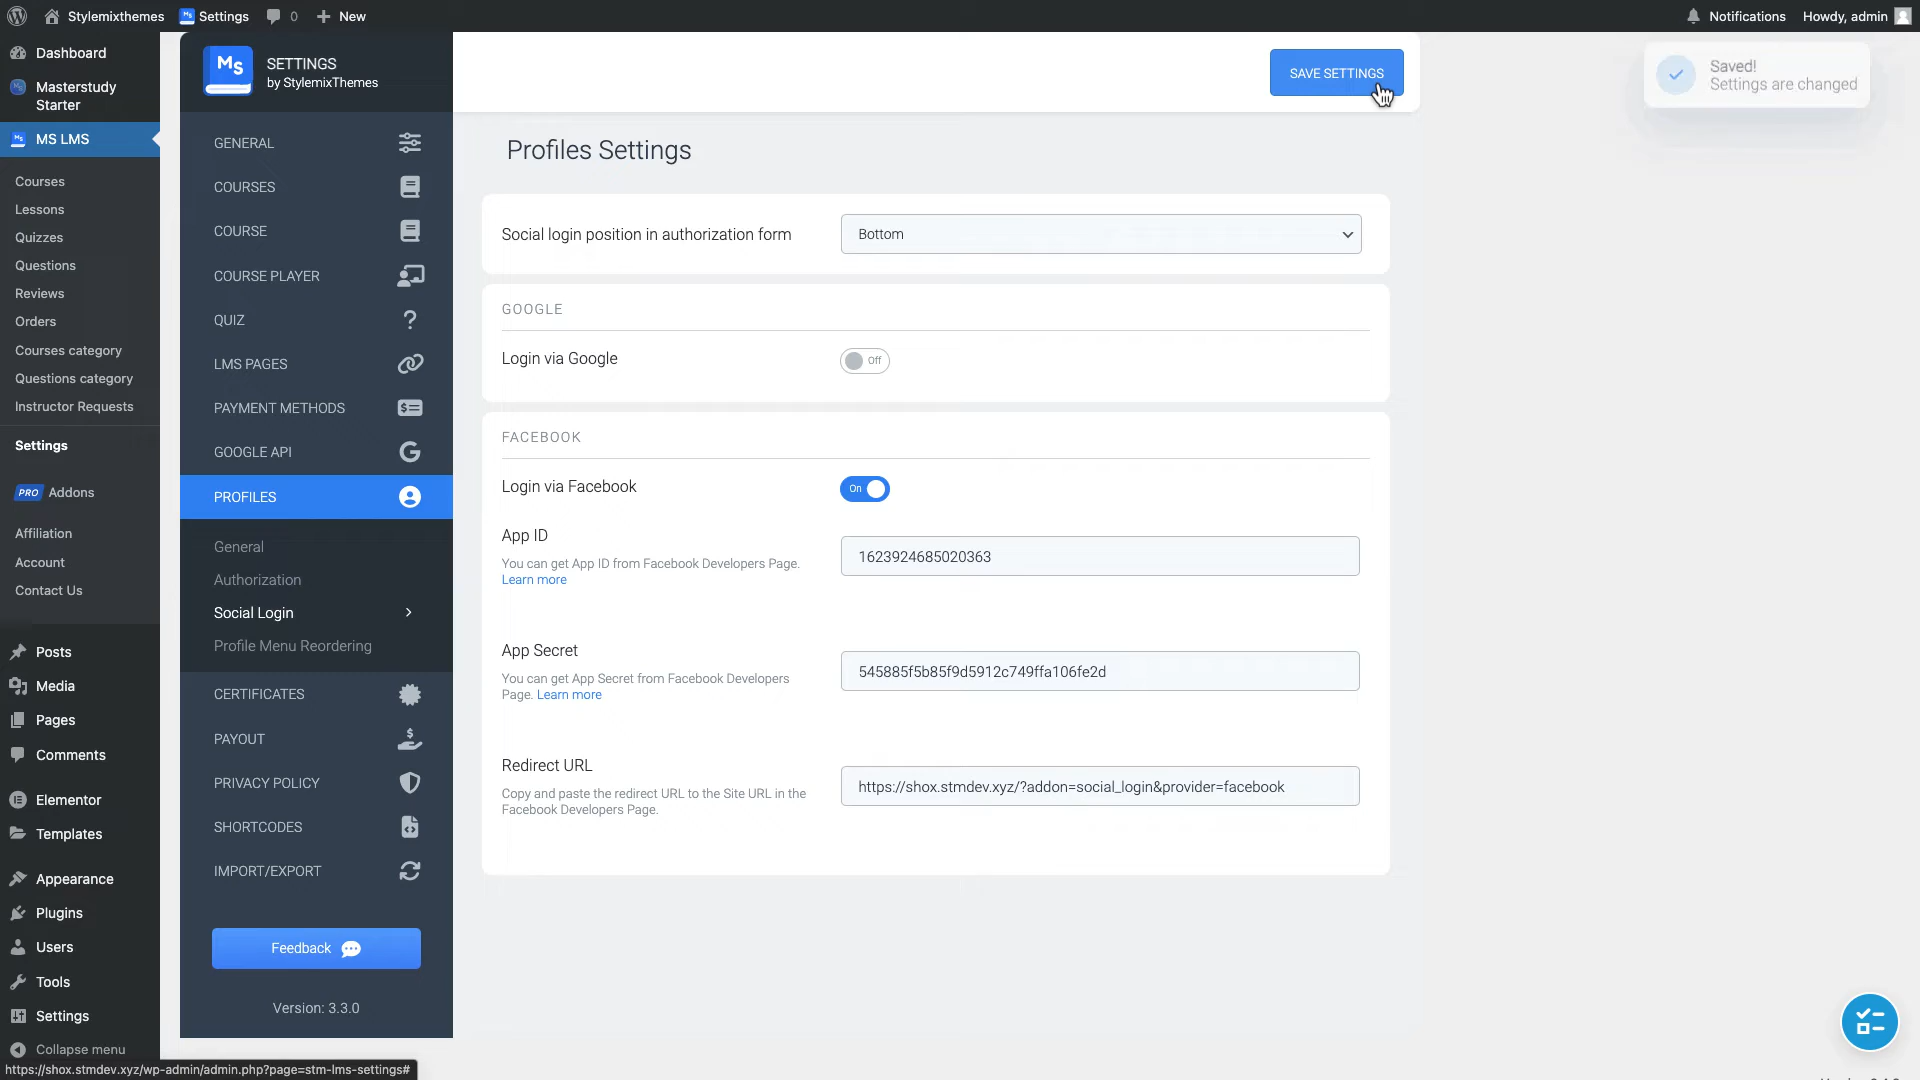 Stylemixthemes
Settings
0
New
Notifications
Howdy, admin
Dashboard
Masterstudy
Starter
MS LMS
Courses
Lessons
Quizzes
Questions
Reviews
Orders
Courses category
Questions category
Instructor Requests
Settings
PRO Addons
Affiliation
Account
Contact Us
Posts
Media
Pages
Comments
Elementor
Templates
Appearance
Plugins
Users
Tools
Settings
Collapse menu
https://shox.stmdev.xyz/wp-admin/admin.php?page=stm-lms-settings#
MS
SETTINGS
by StylemixThemes
GENERAL
COURSES
COURSE
COURSE PLAYER
QUIZ
LMS PAGES
PAYMENT METHODS
GOOGLE API
PROFILES
General
Authorization
Social Login
Profile Menu Reordering
CERTIFICATES
PAYOUT
PRIVACY POLICY
SHORTCODES
IMPORT/EXPORT
Feedback
Version: 3.3.0
SAVE SETTINGS
Saved!
Settings are changed
Profiles Settings
Social login position in authorization form
Bottom
GOOGLE
Login via Google
Off
FACEBOOK
Login via Facebook
On
App ID
You can get App ID from Facebook Developers Page.
Learn more
1623924685020363
App Secret
You can get App Secret from Facebook Developers
Page. Learn more
545885f5b85f9d5912c749ffa106fe2d
Redirect URL
Copy and paste the redirect URL to the Site URL in the
Facebook Developers Page.
https://shox.stmdev.xyz/?addon=social_login&provider=facebook